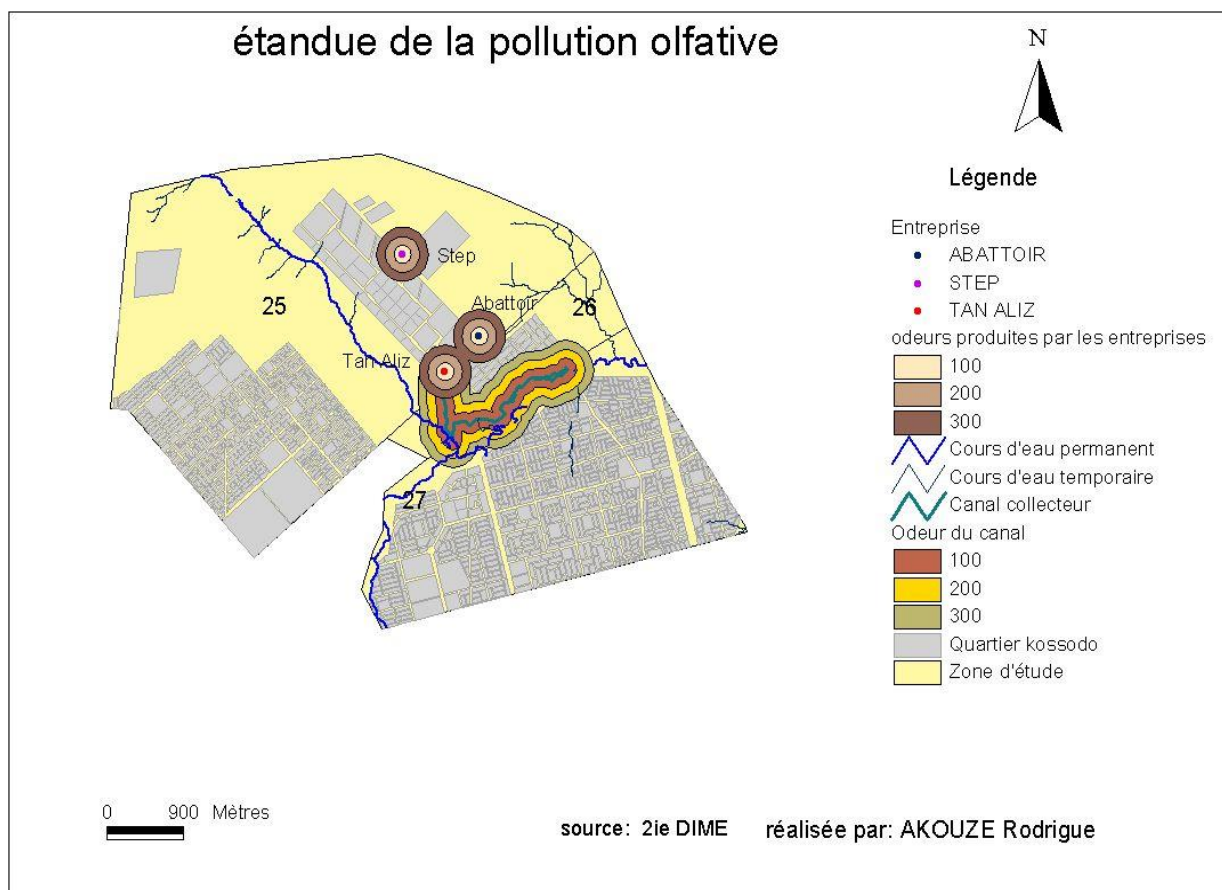 étandue de la pollution olfative
N
Légende
Entreprise
ABATTOIR
STEP
TAN ALIZ
odeurs produites par les entreprises
100
200
300
Cours d'eau permanent
Cours d'eau temporaire
Canal collecteur
Odeur du canal
100
200
300
Quartier kossodo
Zone d'étude
Step
25
Abattoir
26
Tan Aliz
27
0 900 Mètres
source: 2ie DIME réalisée par: AKOUZE Rodrigue